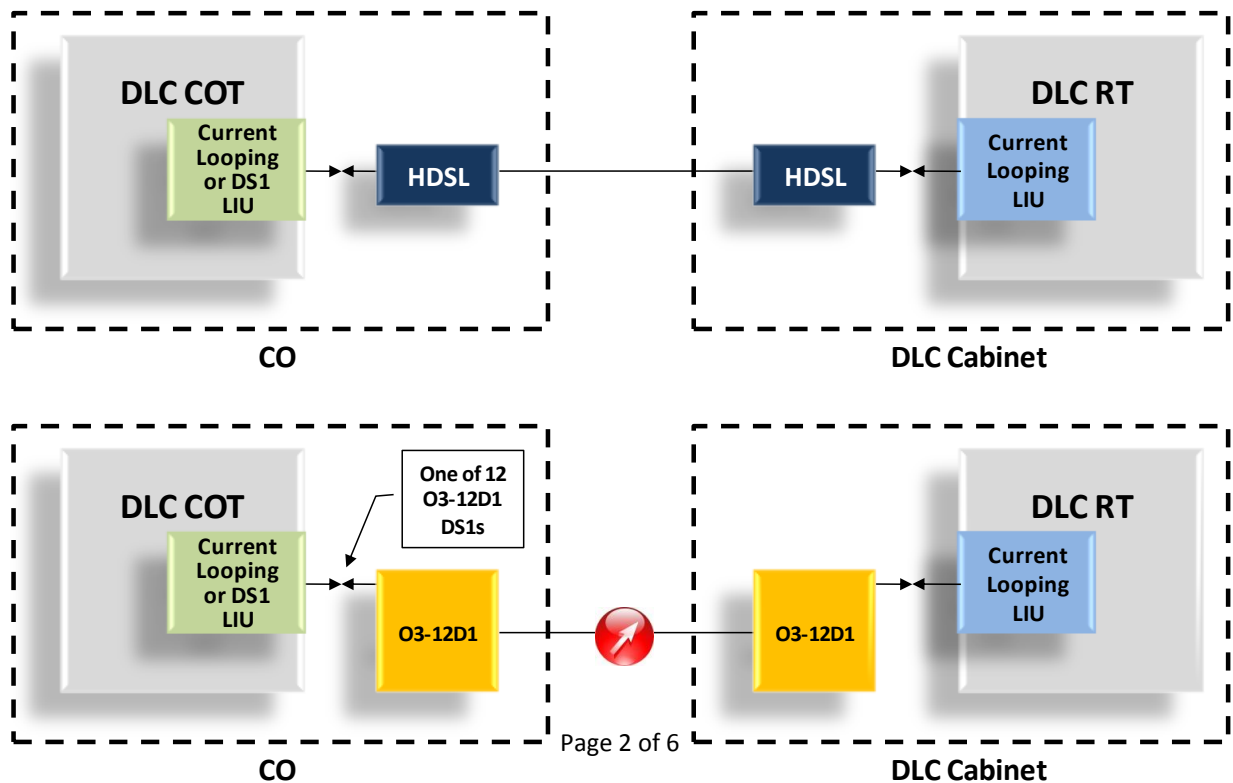 DLC COT
Current
Looping
or DS1
LIU
HDSL
HDSL
DLC RT
Current
Looping
LIU
CO
DLC Cabinet
DLC COT
Current
Looping
or DS1
LIU
One of 12
O3-12D1
DS1s
O3-12D1
O3-12D1
DLC RT
Current
Looping
LIU
Page 2 of 6
CO
DLC Cabinet